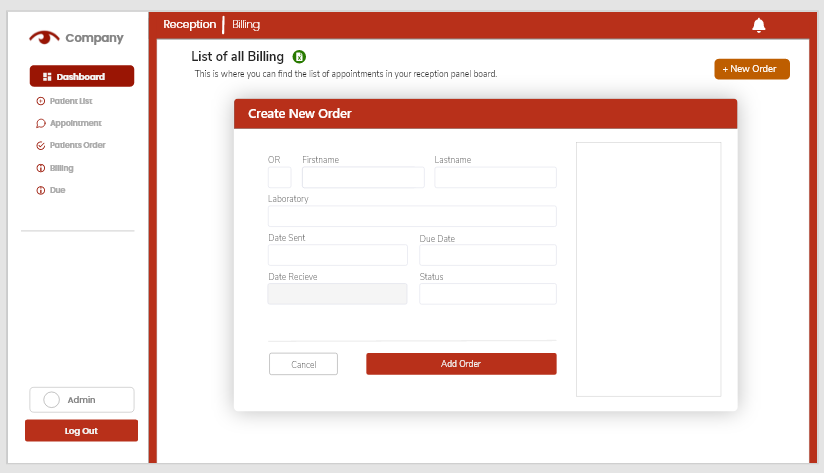 Company
Dashboard
Patient List
Appointment
Patients Order
Billing
Due
Admin
Log Out
Reception | Billing
List of all Billing
This is where you can find the list of appointments in your reception panel board.
+ New Order
Create New Order
OR Firstname Lastname
Laboratory
Date Sent Due Date
Date Recieve Status
Cancel Add Order